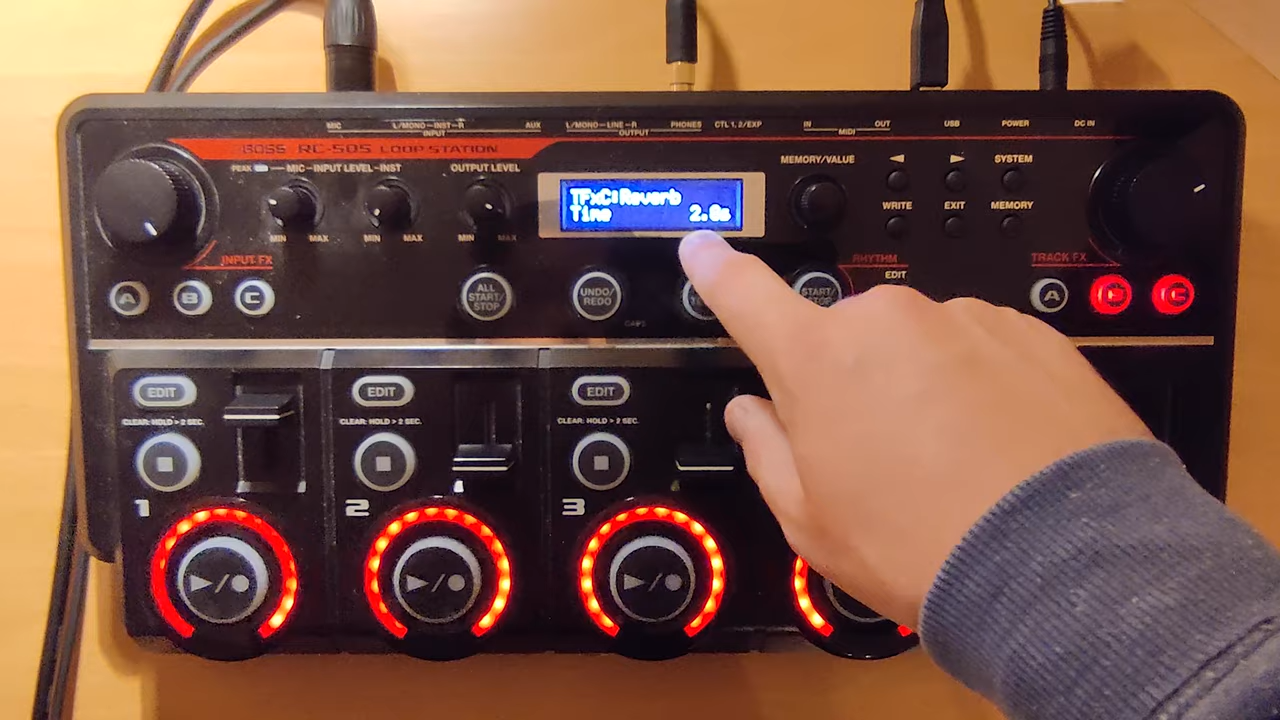 MIC
L/MONO-INST-R
AUX
INPUT
L/MONO-LINE-R
PHONES
OUTPUT
CTL 1, 2/EXP
IN
OUT
MIDI
USB
POWER
DC IN
BOSS RC-505 LOOP STATION
PEAK
MIC-INPUT LEVEL-INST
OUTPUT LEVEL
MIN
MAX
MIN
MAX
MIN
MAX
TFxC:Reverb
Time 2.0s
MEMORY/VALUE
◄
►
SYSTEM
WRITE
EXIT
MEMORY
INPUT FX
A
B
C
ALL START/STOP
UNDO/REDO
START/STOP
RHYTHM
EDIT
TRACK FX
A
C
EDIT
CLEAR: HOLD > 2 SEC.
1
EDIT
CLEAR: HOLD > 2 SEC.
2
EDIT
CLEAR: HOLD > 2 SEC.
3